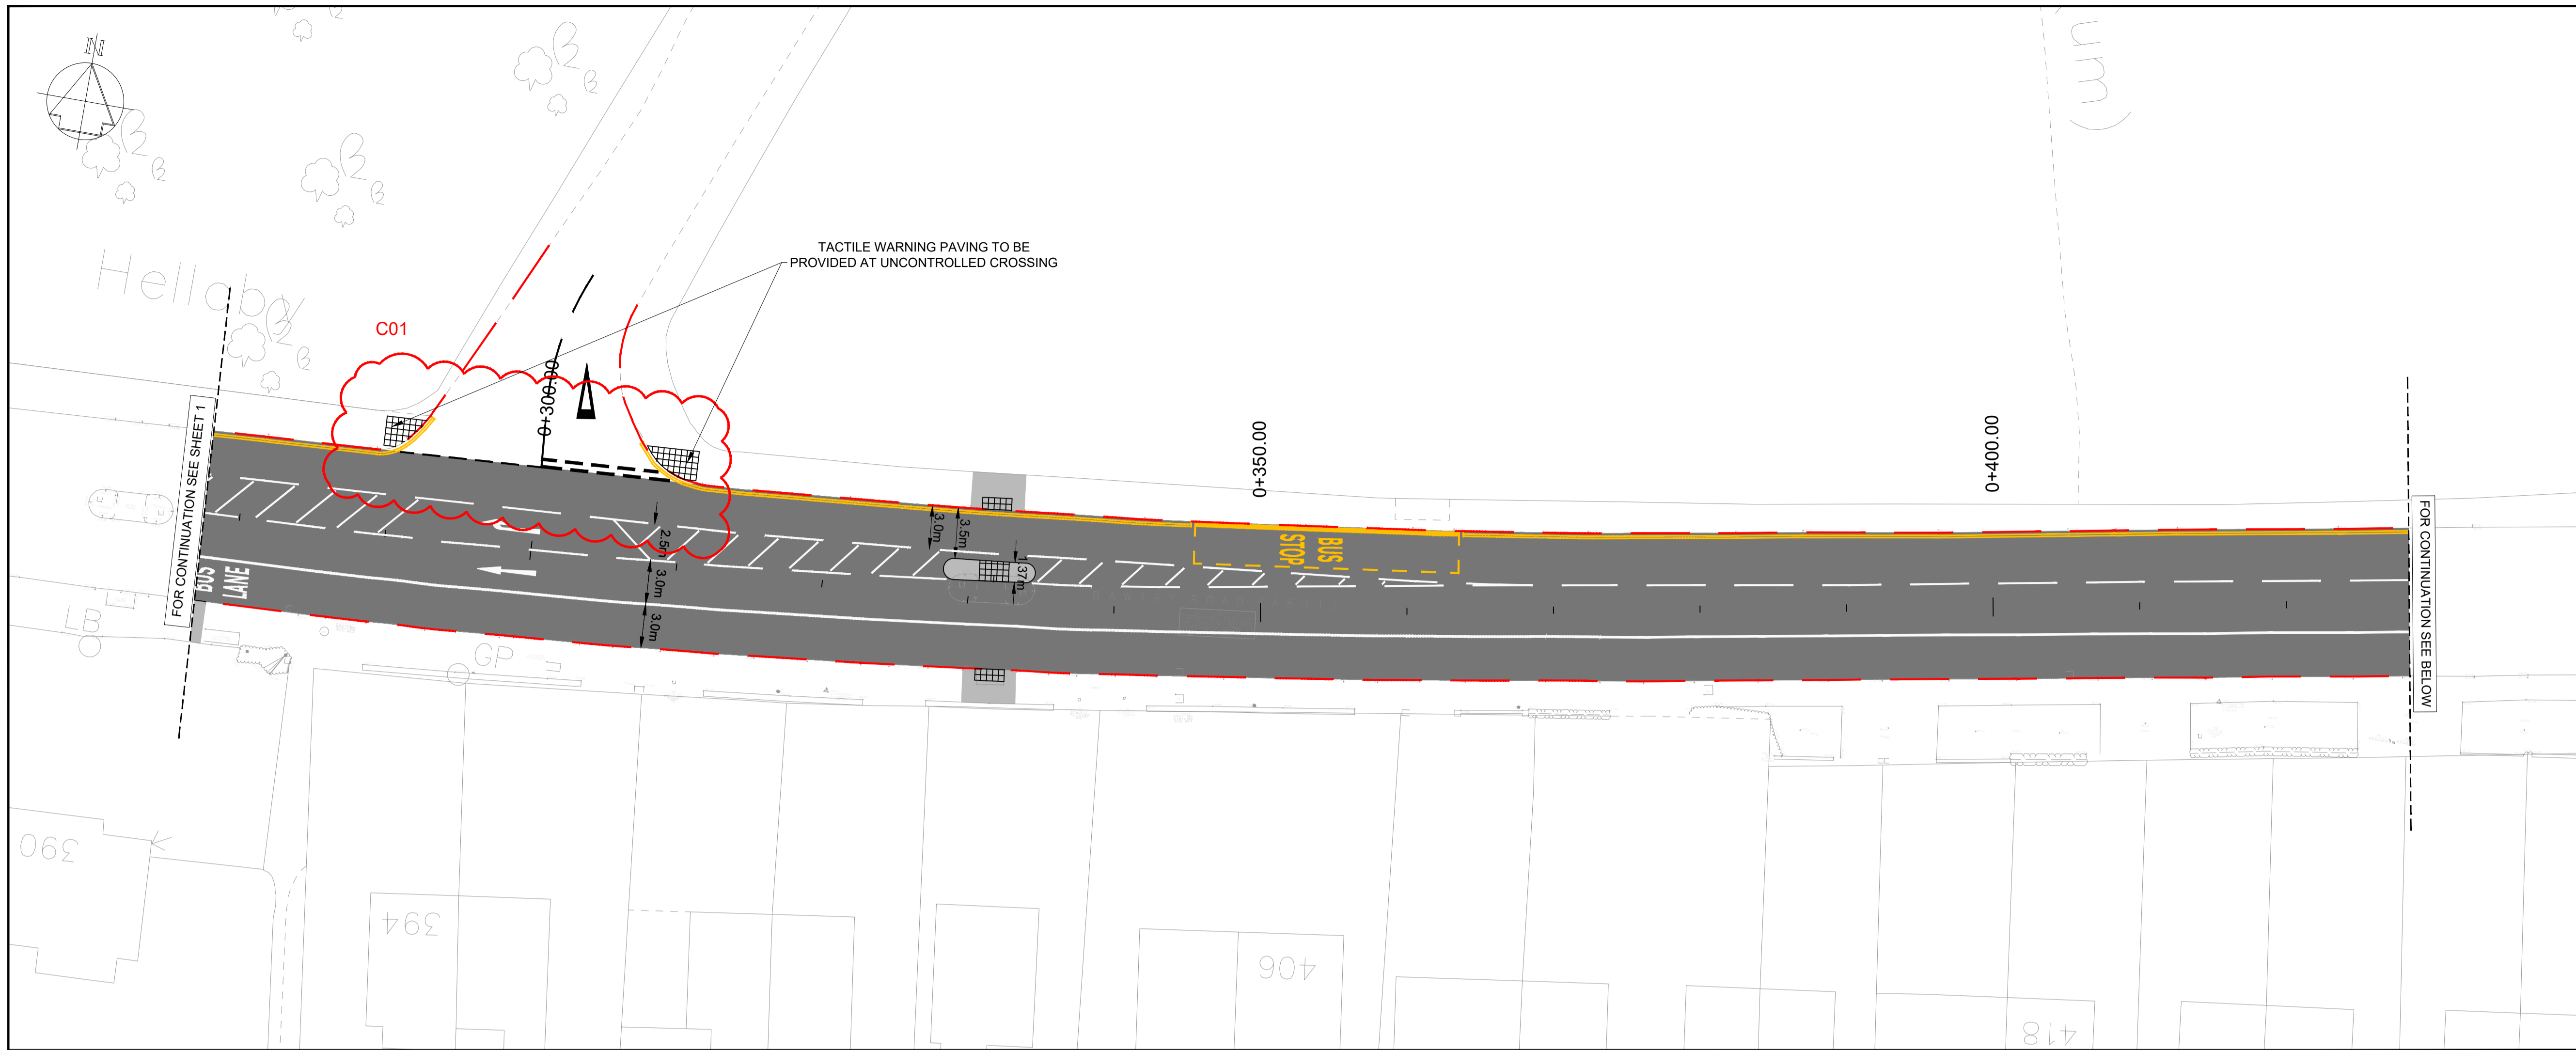 N
TACTILE WARNING PAVING TO BE
PROVIDED AT UNCONTROLLED CROSSING
Hellaby
C01
0+300.00
FOR CONTINUATION SEE SHEET 1
0+350.00
0+400.00
FOR CONTINUATION SEE BELOW
3.0m
3.5m
2.5m
3.0m
3.0m
1.37m
BUS
STOP
BUS
LANE
LB
GP
390
394
406
418